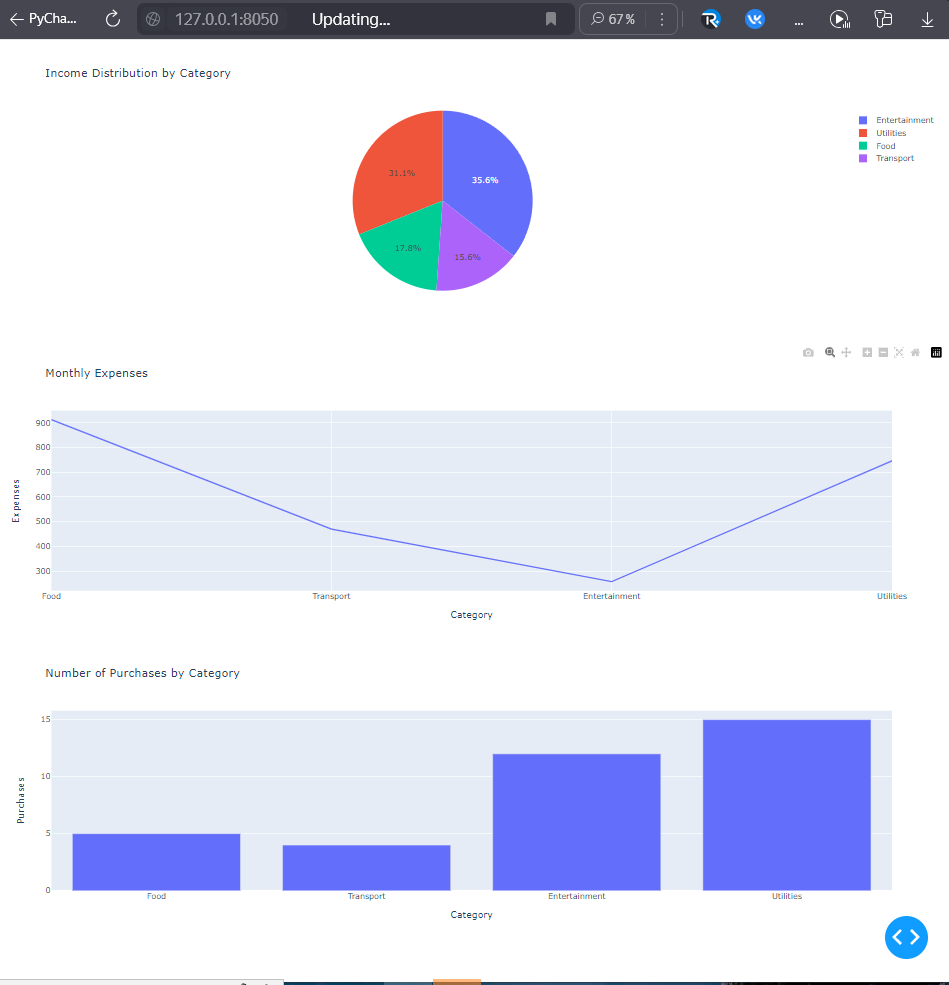 PyCha...
127.0.0.1:8050
Updating...
67 %
...
Income Distribution by Category
Entertainment
Utilities
Food
Transport
31.1%
35.6%
17.8%
15.6%
Monthly Expenses
900
800
700
600
500
400
300
Expenses
Food
Transport
Entertainment
Utilities
Category
Number of Purchases by Category
15
10
5
0
Purchases
Food
Transport
Entertainment
Utilities
Category